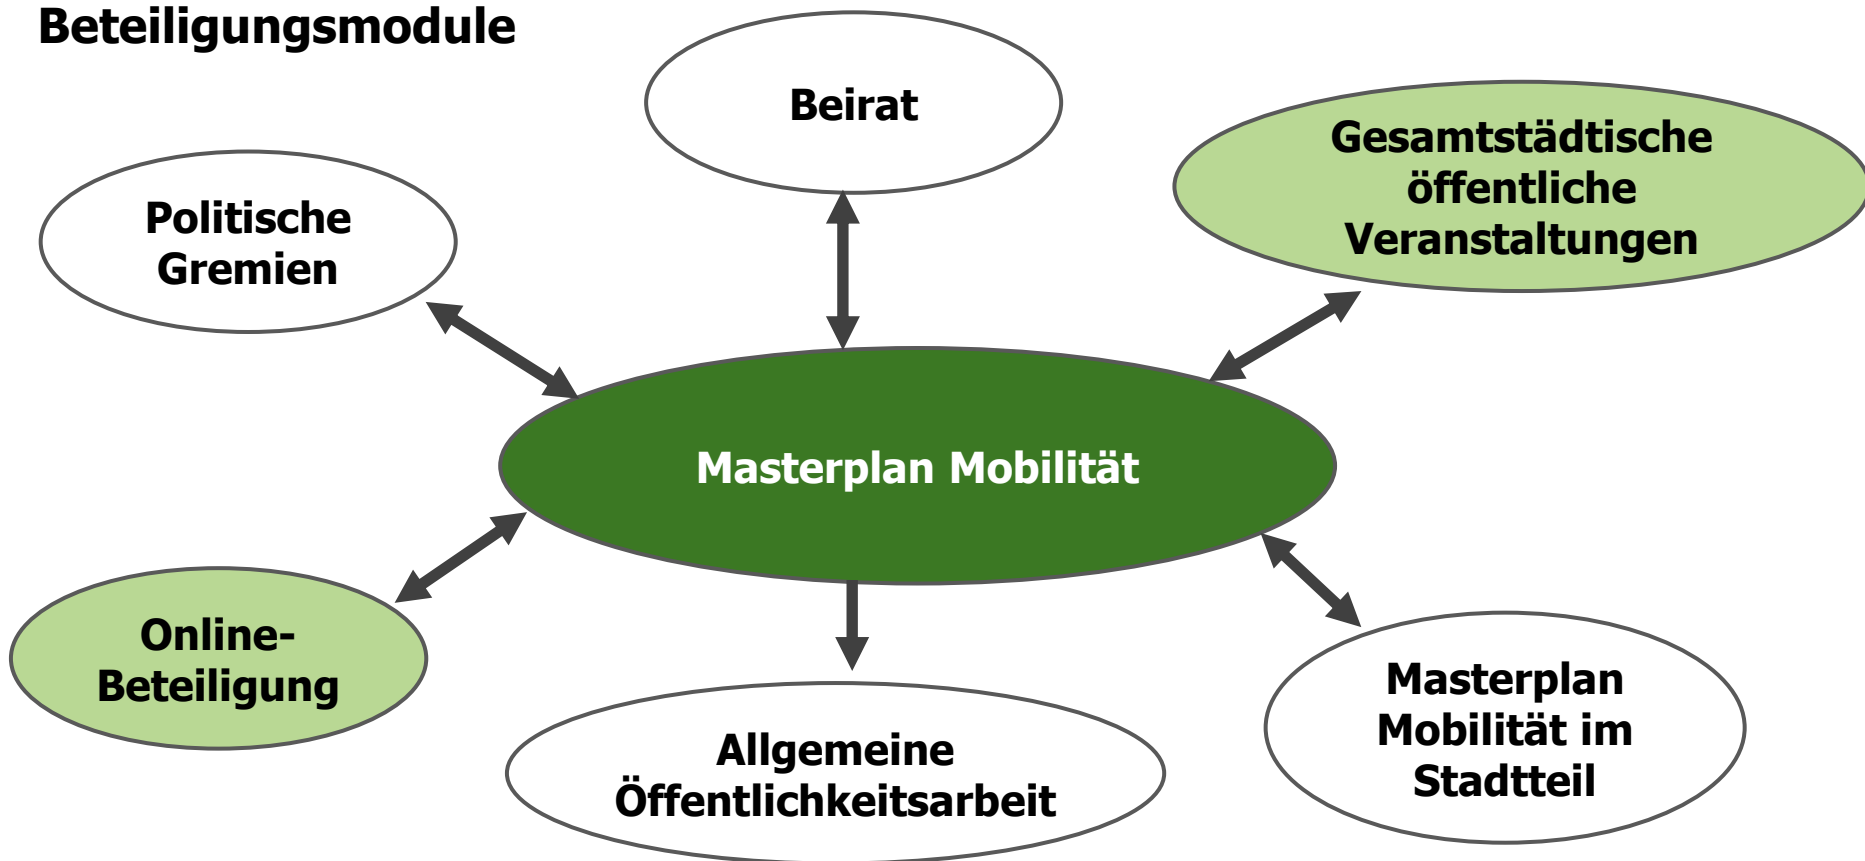 Beteiligungsmodule
Beirat
Gesamtstädtische
öffentliche
Veranstaltungen
Politische
Gremien
Masterplan Mobilität
Online-
Beteiligung
Allgemeine
Öffentlichkeitsarbeit
Masterplan
Mobilität im
Stadtteil